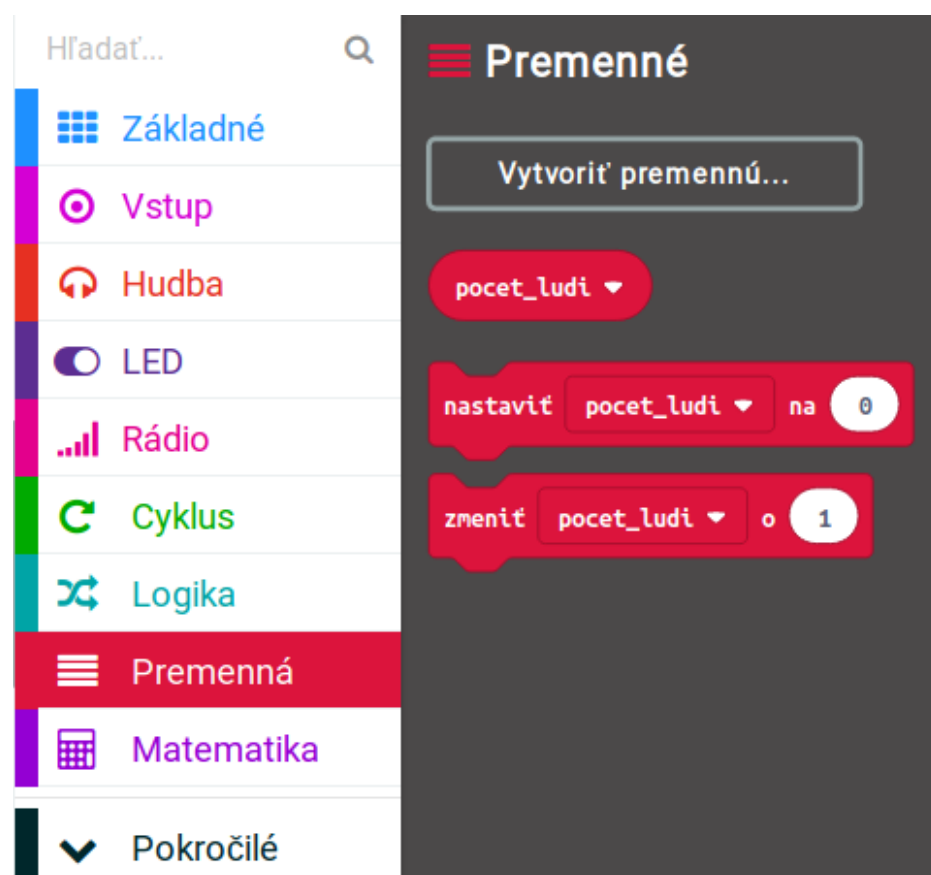 Hľadať...
Základné
Vstup
Hudba
LED
Rádio
Cyklus
Logika
Premenná
Matematika
Pokročilé
Premenné
Vytvoriť premennú...
pocet_ludi
nastaviť pocet_ludi na 0
zmeniť pocet_ludi o 1